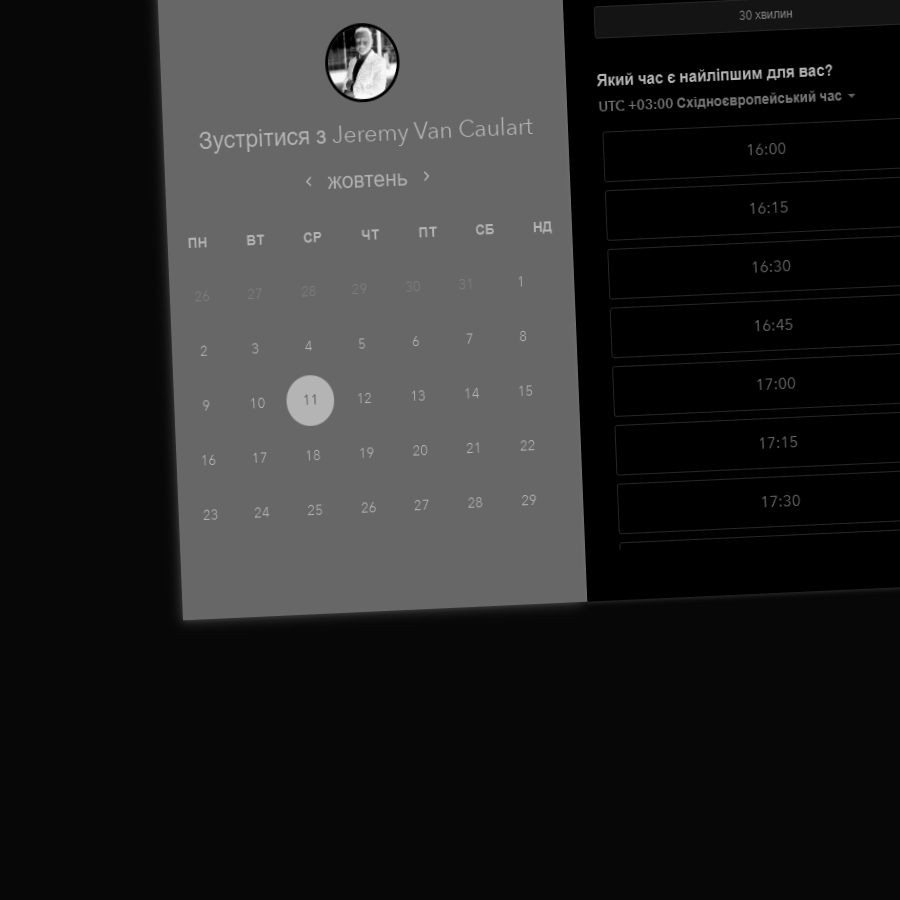 Зустрітися з Jeremy Van Caulart
жовтень
ПН ВТ СР ЧТ ПТ СБ НД
26 27 28 29 30 31 1
2 3 4 5 6 7 8
9 10 11 12 13 14 15
16 17 18 19 20 21 22
23 24 25 26 27 28 29
30 хвилин
Який час є найліпшим для вас?
UTC +03:00 Східноєвропейський час
16:00
16:15
16:30
16:45
17:00
17:15
17:30